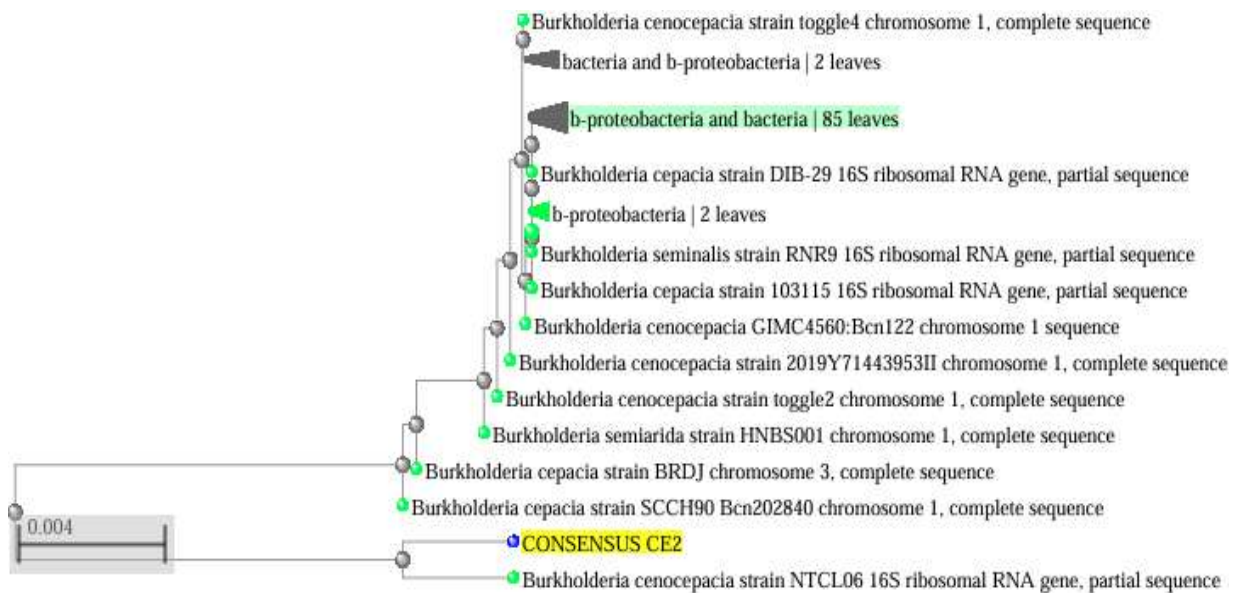 Burkholderia cenocepacia strain toggle4 chromosome 1, complete sequence
bacteria and b-proteobacteria | 2 leaves
b-proteobacteria and bacteria | 85 leaves
Burkholderia cepacia strain DIB-29 16S ribosomal RNA gene, partial sequence
b-proteobacteria | 2 leaves
Burkholderia seminalis strain RNR9 16S ribosomal RNA gene, partial sequence
Burkholderia cepacia strain 103115 16S ribosomal RNA gene, partial sequence
Burkholderia cenocepacia GIMC4560:Bcn122 chromosome 1 sequence
Burkholderia cenocepacia strain 2019Y71443953II chromosome 1, complete sequence
Burkholderia cenocepacia strain toggle2 chromosome 1, complete sequence
Burkholderia semiarida strain HNBS001 chromosome 1, complete sequence
Burkholderia cepacia strain BRDJ chromosome 3, complete sequence
Burkholderia cepacia strain SCCH90 Bcn202840 chromosome 1, complete sequence
0.004
CONSENSUS CE2
Burkholderia cenocepacia strain NTCL06 16S ribosomal RNA gene, partial sequence